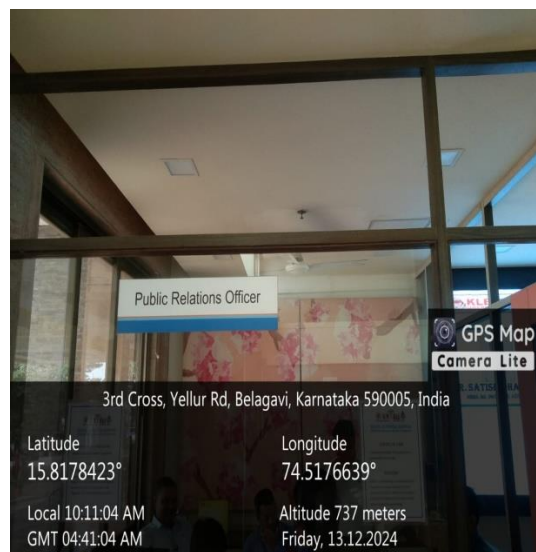 Public Relations Officer
KLE
GPS Map
Camera Lite
3rd Cross, Yellur Rd, Belagavi, Karnataka 590005, India
Latitude
15.8178423°
Longitude
74.5176639°
Local 10:11:04 AM
GMT 04:41:04 AM
Altitude 737 meters
Friday, 13.12.2024